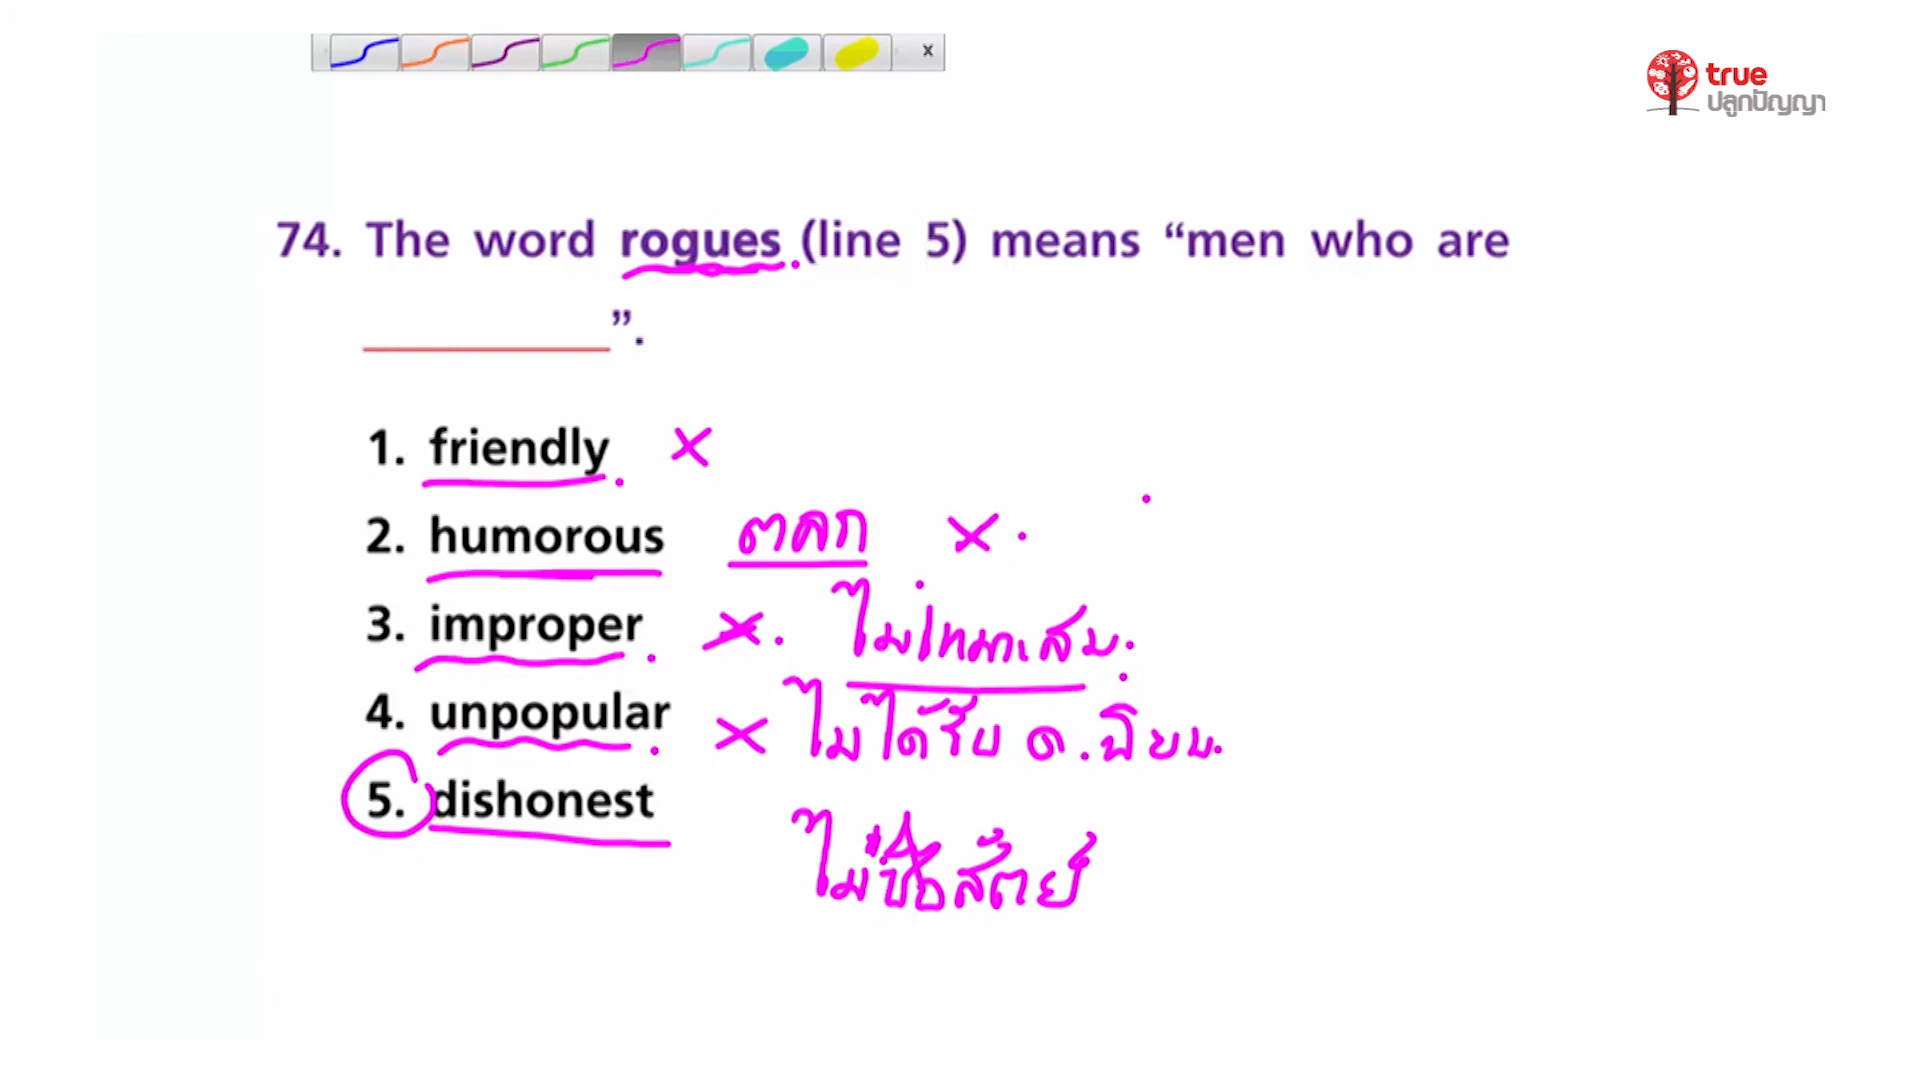 x
true
ปลูกปัญญา
74. The word rogues (line 5) means “men who are
__________”.
1. friendly ×
2. humorous ตลก ×
3. improper × ไม่เหมาะสม
4. unpopular × ไม่ได้รับ ค.นิยม
5. dishonest
ไม่ซื่อสัตย์